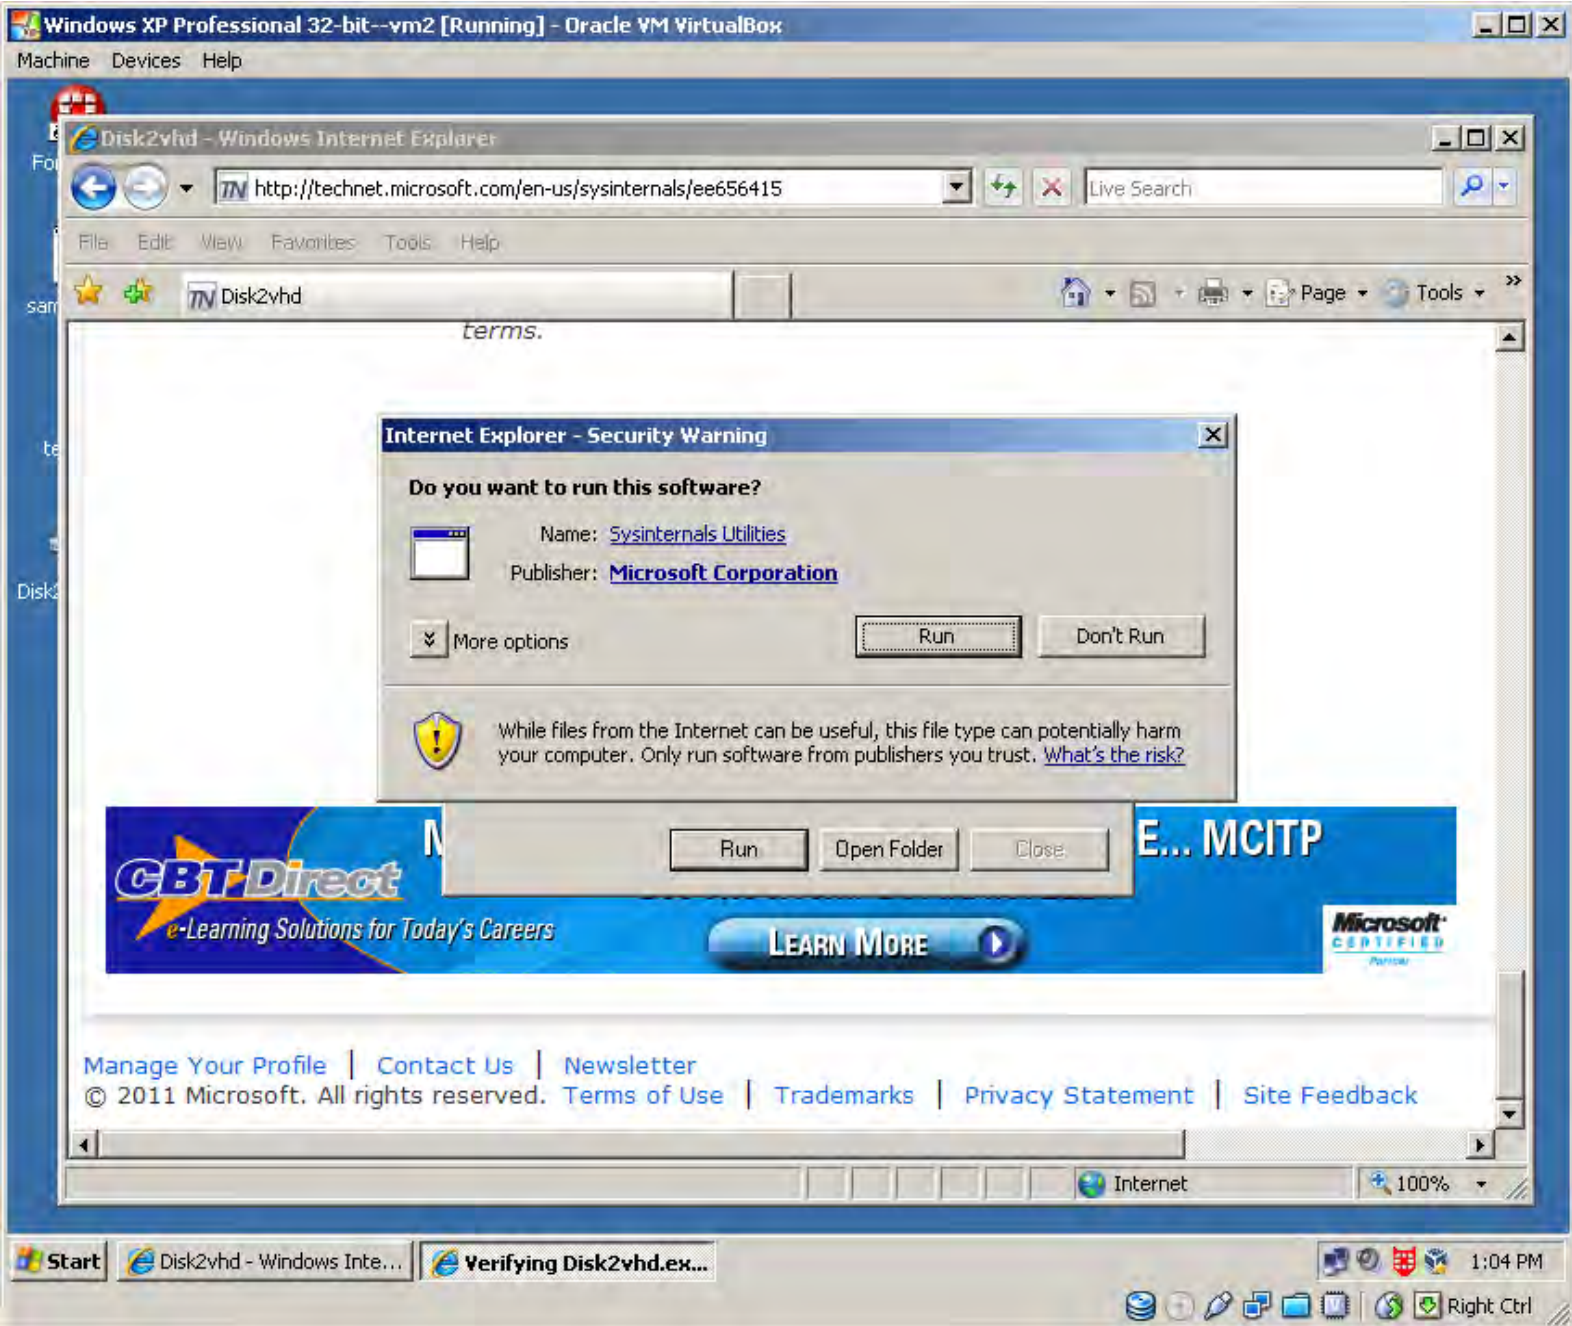 Windows XP Professional 32-bit--vm2 [Running] - Oracle VM VirtualBox
Machine Devices Help
Disk2vhd - Windows Internet Explorer
http://technet.microsoft.com/en-us/sysinternals/ee656415
Live Search
File Edit View Favorites Tools Help
Disk2vhd
Page Tools
terms.
Internet Explorer - Security Warning
Do you want to run this software?
Name: Sysinternals Utilities
Publisher: Microsoft Corporation
More options
Run Don't Run
While files from the Internet can be useful, this file type can potentially harm
your computer. Only run software from publishers you trust. What's the risk?
Run Open Folder Close
E... MCITP
CBT Direct
e-Learning Solutions for Today's Careers
LEARN MORE
Microsoft
CERTIFIED
Partner
Manage Your Profile | Contact Us | Newsletter
© 2011 Microsoft. All rights reserved. Terms of Use | Trademarks | Privacy Statement | Site Feedback
Internet
100%
Start
Disk2vhd - Windows Inte...
Verifying Disk2vhd.ex...
1:04 PM
Right Ctrl